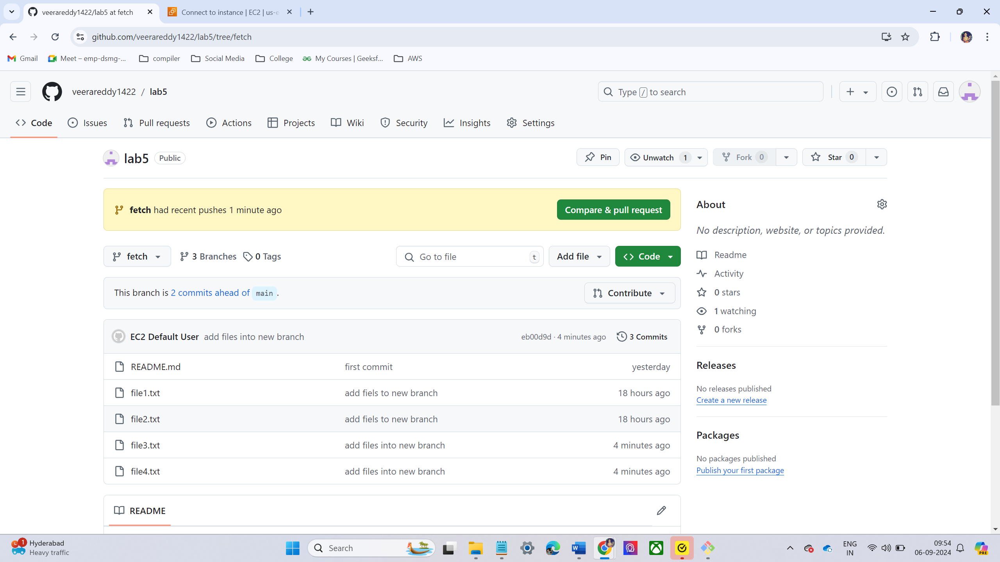 veerareddy1422/lab5 at fetch
Connect to instance | EC2 | us-e
github.com/veerareddy1422/lab5/tree/fetch
Gmail
Meet – emp-dsmg-...
compiler
Social Media
College
My Courses | Geeksf...
AWS
veerareddy1422 / lab5
Type / to search
Code
Issues
Pull requests
Actions
Projects
Wiki
Security
Insights
Settings
lab5 Public
Pin
Unwatch 1
Fork 0
Star 0
fetch had recent pushes 1 minute ago
Compare & pull request
fetch
3 Branches
0 Tags
Go to file t
Add file
Code
This branch is 2 commits ahead of main .
Contribute
EC2 Default User add files into new branch eb00d9d · 4 minutes ago 3 Commits
README.md first commit yesterday
file1.txt add fiels to new branch 18 hours ago
file2.txt add fiels to new branch 18 hours ago
file3.txt add files into new branch 4 minutes ago
file4.txt add files into new branch 4 minutes ago
README
About
No description, website, or topics provided.
Readme
Activity
0 stars
1 watching
0 forks
Releases
No releases published
Create a new release
Packages
No packages published
Publish your first package
1
Hyderabad
Heavy traffic
Search
W
ENG
IN
09:54
06-09-2024
PRE